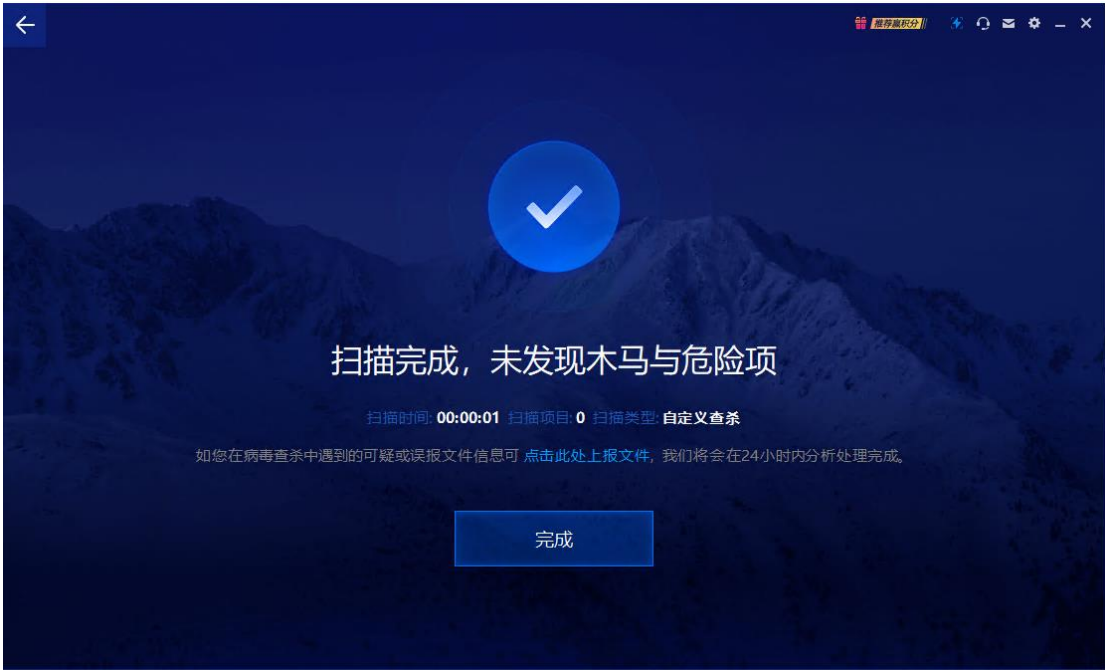 推荐赢积分
扫描完成，未发现木马与危险项
扫描时间: 00:00:01 扫描项目: 0 扫描类型: 自定义查杀
如您在病毒查杀中遇到的可疑或误报文件信息可 点击此处上报文件，我们将会在24小时内分析处理完成。
完成